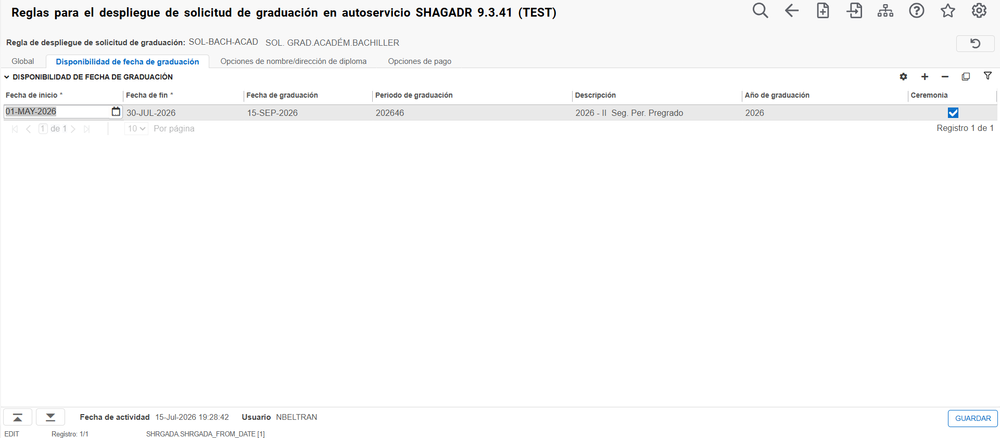 Reglas para el despliegue de solicitud de graduación en autoservicio SHAGADR 9.3.41 (TEST)
Regla de despliegue de solicitud de graduación: SOL-BACH-ACAD SOL. GRAD.ACADÉM.BACHILLER
Global Disponibilidad de fecha de graduación Opciones de nombre/dirección de diploma Opciones de pago
DISPONIBILIDAD DE FECHA DE GRADUACIÓN
Fecha de inicio * Fecha de fin * Fecha de graduación Periodo de graduación Descripción Año de graduación Ceremonia
01-MAY-2026 30-JUL-2026 15-SEP-2026 202646 2026 - II Seg. Per. Pregrado 2026
1 de 1 10 Por página Registro 1 de 1
Fecha de actividad 15-Jul-2026 19:28:42 Usuario NBELTRAN GUARDAR
EDIT Registro: 1/1 SHRGADA.SHRGADA_FROM_DATE [1]